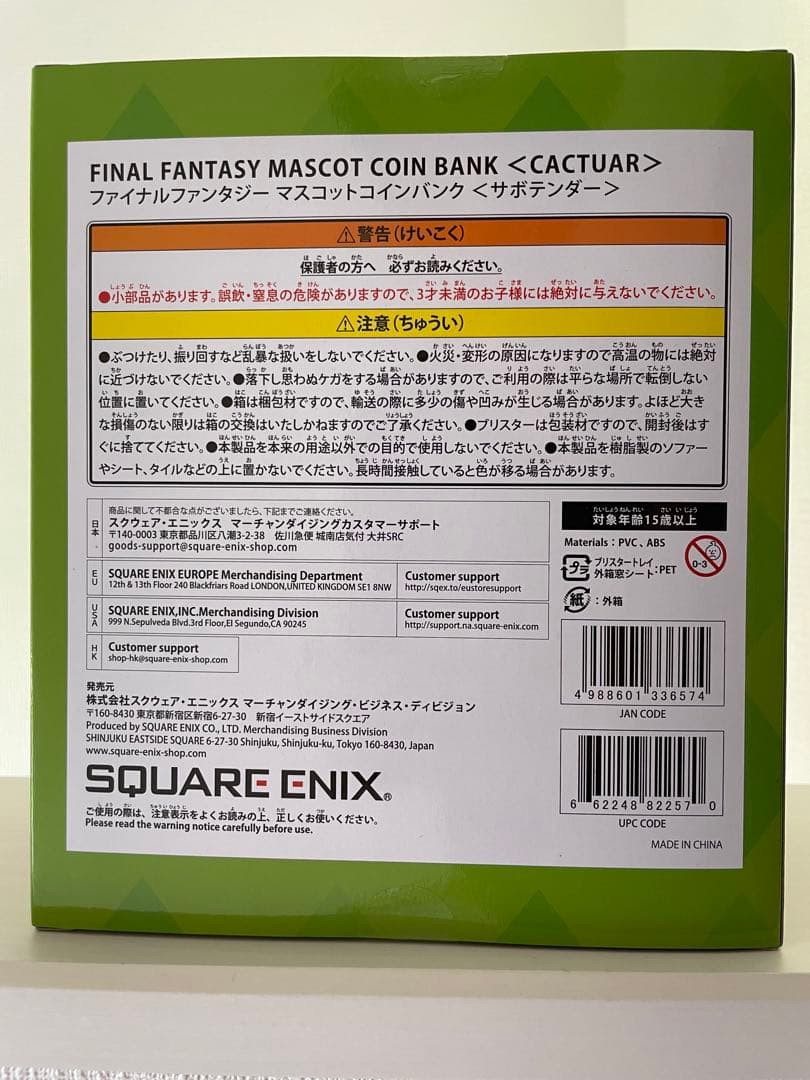 FINAL FANTASY MASCOT COIN BANK <CACTUAR>
ファイナルファンタジー マスコットコインバンク <サボテンダー>
⚠警告(けいこく)
保護者の方へ 必ずお読みください。
●小部品があります。誤飲・窒息の危険がありますので、3才未満のお子様には絶対に与えないでください。
⚠注意(ちゅうい)
●ぶつけたり、振り回すなど乱暴な扱いをしないでください。●火災・変形の原因になりますので高温の物には絶対
に近づけないでください。●落下し思わぬケガをする場合がありますので、ご利用の際は平らな場所で転倒しない
位置に置いてください。●箱は梱包材ですので、輸送の際に多少の傷や凹みが生じる場合があります。よほど大き
な損傷のない限りは箱の交換はいたしかねますのでご了承ください。●ブリスターは包装材ですので、開封後はす
ぐに捨ててください。●本製品を本来の用途以外での目的で使用しないでください。●本製品を樹脂製のソファー
やシート、タイルなどの上に置かないでください。長時間接触していると色が移る場合があります。
日本
商品に関して不都合な点がございましたら、下記までご連絡ください。
スクウェア・エニックス マーチャンダイジングカスタマーサポート
〒140-0003 東京都品川区八潮3-2-38 佐川急便 城南店気付 大井SRC
goods-support@square-enix-shop.com
EU
SQUARE ENIX EUROPE Merchandising Department
12th & 13th Floor 240 Blackfriars Road LONDON,UNITED KINGDOM SE1 8NW
Customer support
http://sqex.to/eustoresupport
USA
SQUARE ENIX,INC.Merchandising Division
999 N.Sepulveda Blvd.3rd Floor,El Segundo,CA 90245
Customer support
http://support.na.square-enix.com
HK
Customer support
shop-hk@square-enix-shop.com
対象年齢15歳以上
Materials : PVC 、ABS
プラ
ブリスタートレイ、
外箱窓シート:PET
0-3
紙 : 外箱
4 988601 336574
JAN CODE
6 62248 82257 0
UPC CODE
MADE IN CHINA
発売元
株式会社スクウェア・エニックス マーチャンダイジング・ビジネス・ディビジョン
〒160-8430 東京都新宿区新宿6-27-30 新宿イーストサイドスクエア
Produced by SQUARE ENIX CO., LTD. Merchandising Business Division
SHINJUKU EASTSIDE SQUARE 6-27-30 Shinjuku, Shinjuku-ku, Tokyo 160-8430, Japan
www.square-enix-shop.com
SQUARE ENIX®
ご使用の際は、注意表示をよくお読みの上、正しくお使いください。
Please read the warning notice carefully before use.